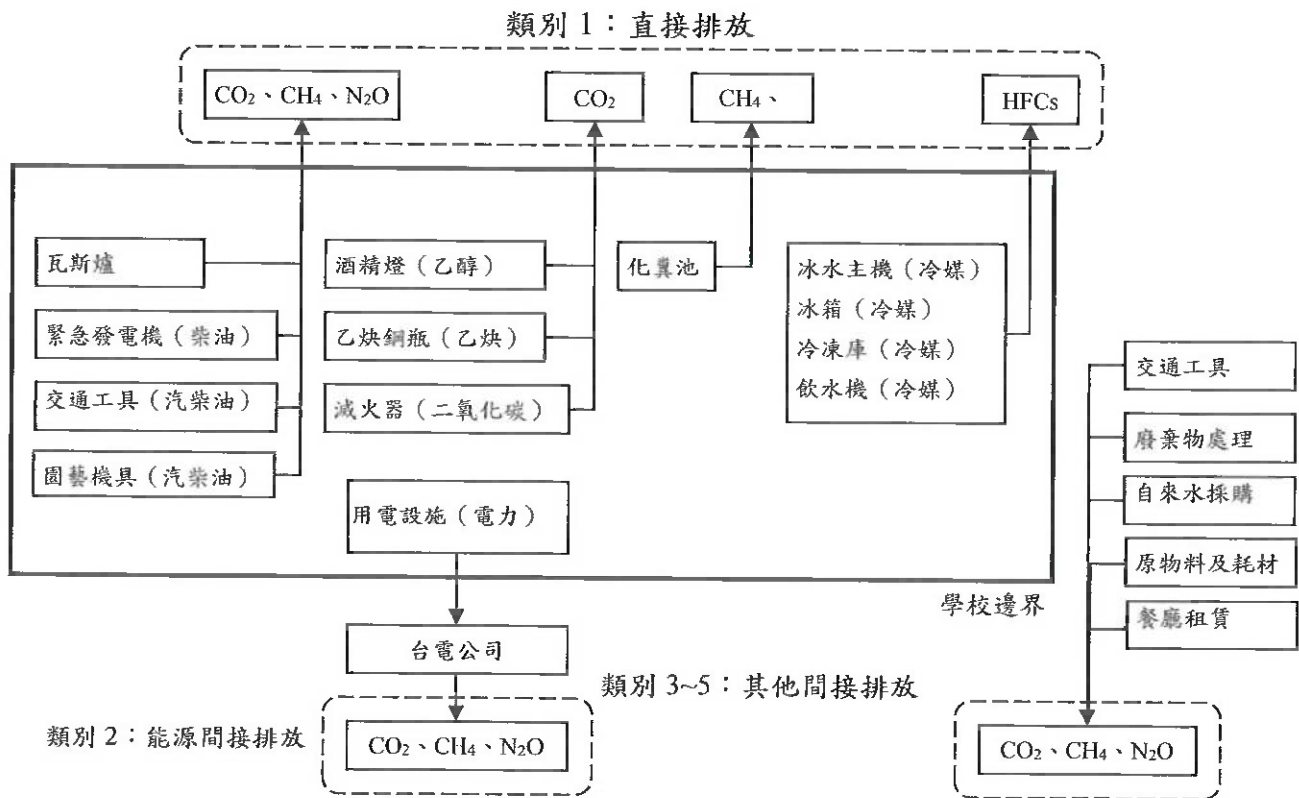 類別 1：直接排放
CO₂、CH₄、N₂O
CO₂
CH₄、
HFCs
瓦斯爐
緊急發電機（柴油）
交通工具（汽柴油）
園藝機具（汽柴油）
酒精燈（乙醇）
乙炔鋼瓶（乙炔）
滅火器（二氧化碳）
化糞池
冰水主機（冷媒）
冰箱（冷媒）
冷凍庫（冷媒）
飲水機（冷媒）
用電設施（電力）
學校邊界
交通工具
廢棄物處理
自來水採購
原物料及耗材
餐廳租賃
台電公司
類別 3~5：其他間接排放
類別 2：能源間接排放
CO₂、CH₄、N₂O
CO₂、CH₄、N₂O